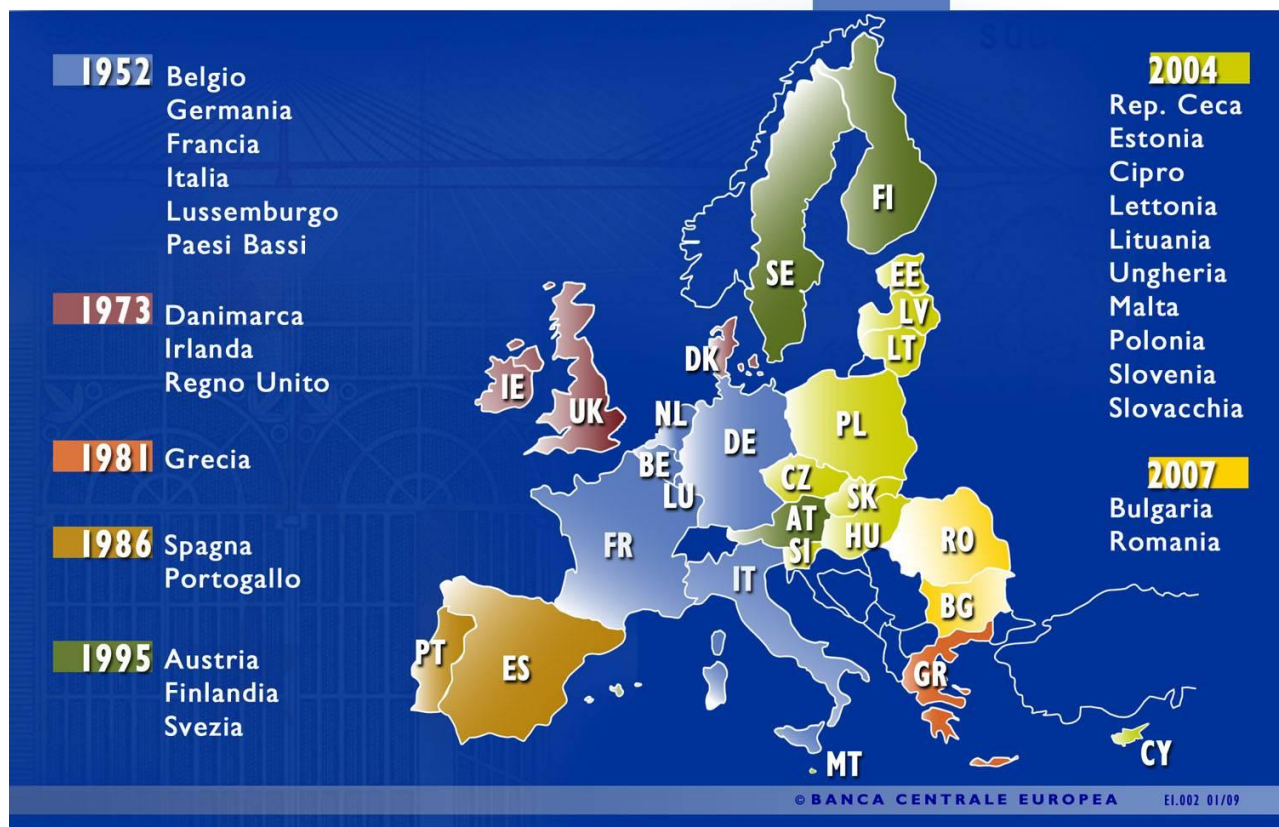 1952 Belgio
Germania
Francia
Italia
Lussemburgo
Paesi Bassi
1973 Danimarca
Irlanda
Regno Unito
1981 Grecia
1986 Spagna
Portogallo
1995 Austria
Finlandia
Svezia
FI
SE
EE
LV
LT
DK
IE
UK
NL
DE
PL
BE
LU
CZ
SK
AT
HU
SI
FR
IT
RO
BG
PT
ES
GR
MT
CY
2004
Rep. Ceca
Estonia
Cipro
Lettonia
Lituania
Ungheria
Malta
Polonia
Slovenia
Slovacchia
2007
Bulgaria
Romania
© BANCA CENTRALE EUROPEA EI.002 01/09